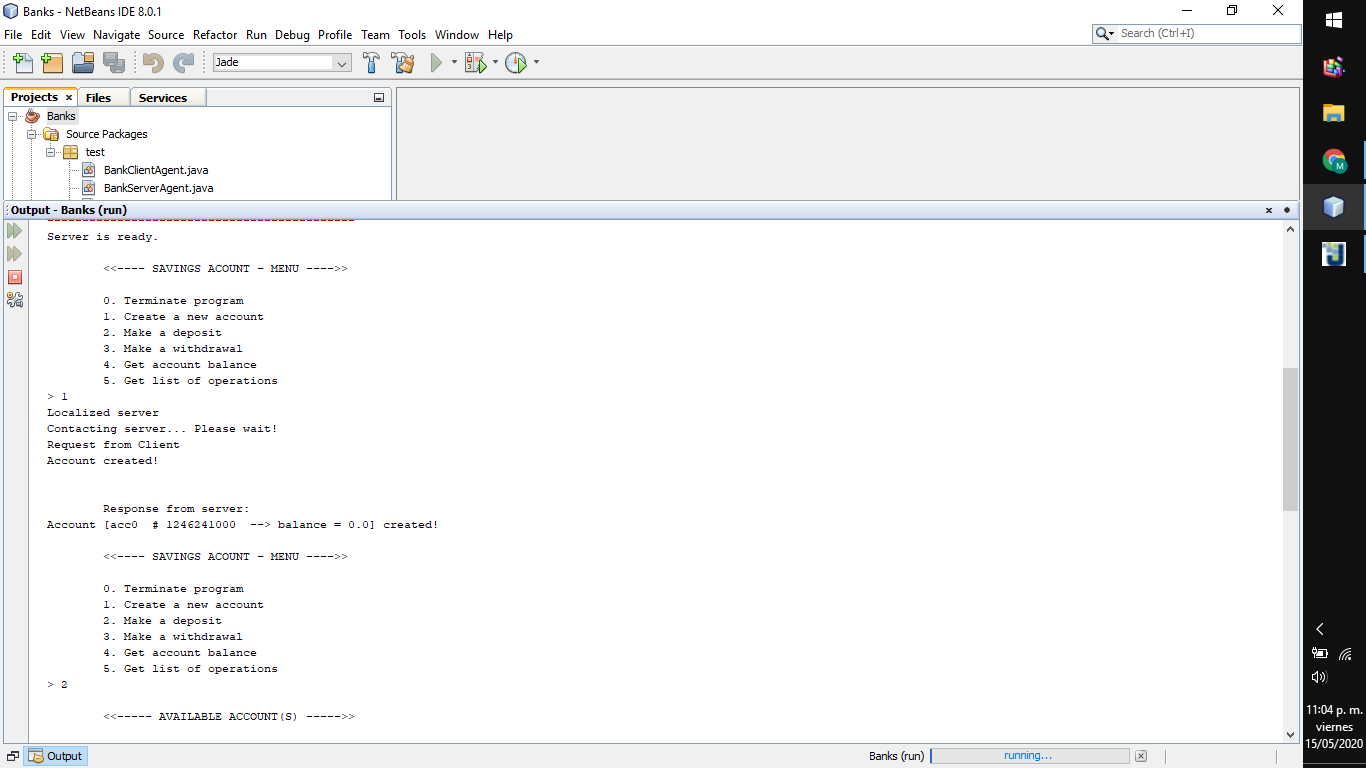 Banks - NetBeans IDE 8.0.1
File Edit View Navigate Source Refactor Run Debug Profile Team Tools Window Help
Search (Ctrl+I)
Jade
Projects Files Services
Banks
Source Packages
test
BankClientAgent.java
BankServerAgent.java
Output - Banks (run)
Server is ready.
<<---- SAVINGS ACOUNT - MENU ---->>
0. Terminate program
1. Create a new account
2. Make a deposit
3. Make a withdrawal
4. Get account balance
5. Get list of operations
> 1
Localized server
Contacting server... Please wait!
Request from Client
Account created!
Response from server:
Account [acc0 # 1246241000 --> balance = 0.0] created!
<<---- SAVINGS ACOUNT - MENU ---->>
0. Terminate program
1. Create a new account
2. Make a deposit
3. Make a withdrawal
4. Get account balance
5. Get list of operations
> 2
<<----- AVAILABLE ACCOUNT(S) ----->>
Output
Banks (run) running...
11:04 p. m.
viernes
15/05/2020